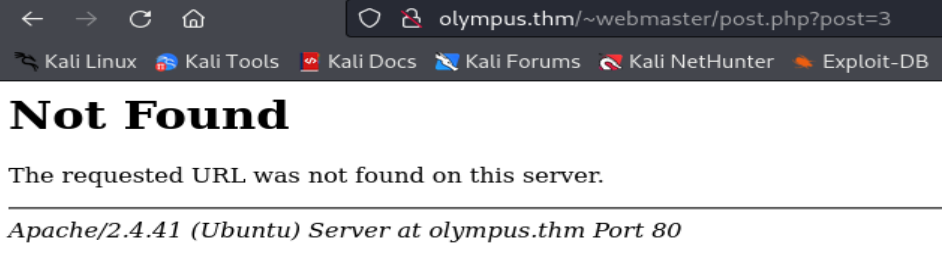 olympus.thm/~webmaster/post.php?post=3
Kali Linux Kali Tools Kali Docs Kali Forums Kali NetHunter Exploit-DB
Not Found
The requested URL was not found on this server.
Apache/2.4.41 (Ubuntu) Server at olympus.thm Port 80